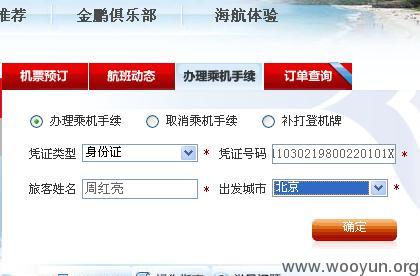 推荐 金鹏俱乐部 海航体验
机票预订 航班动态 办理乘机手续 订单查询
办理乘机手续 取消乘机手续 补打登机牌
凭证类型 身份证 * 凭证号码 11030219800220101X *
旅客姓名 周红亮 * 出发城市 北京 *
确定
www.wooyun.org